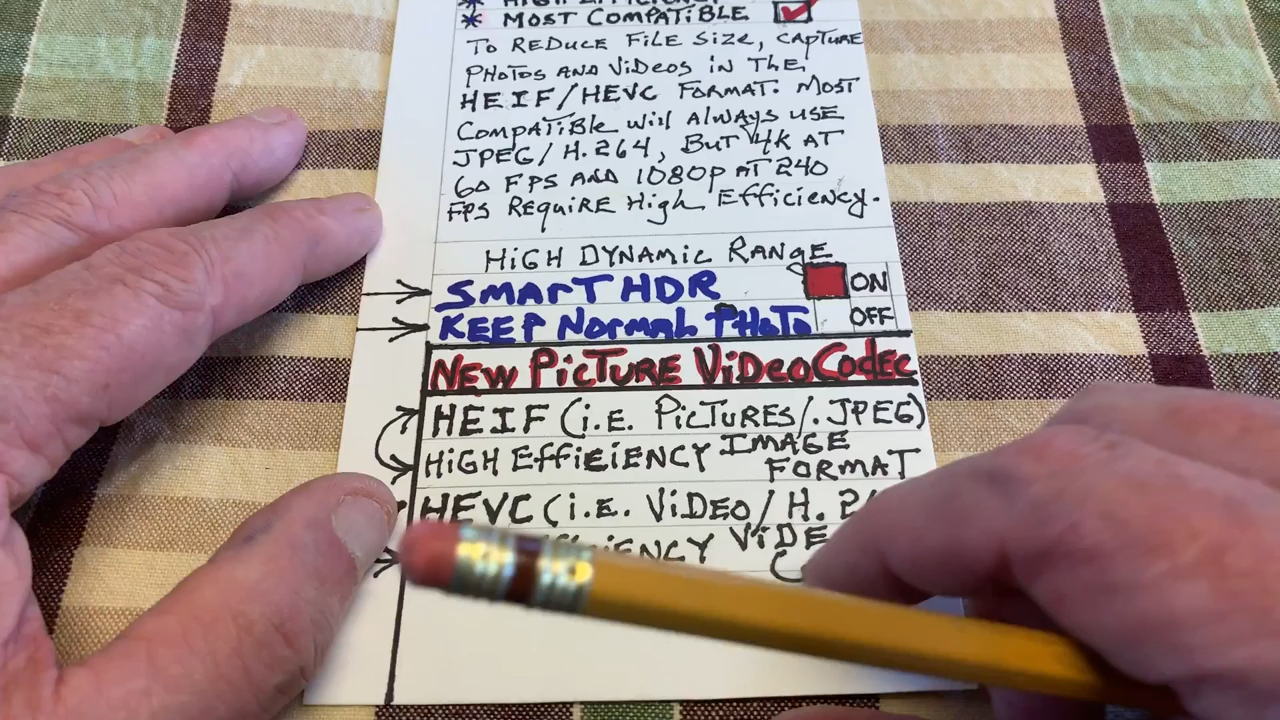 * HIGH EFFICIENCY
* MOST COMPATIBLE
TO REDUCE FILE SIZE, CAPTURE
PHOTOS AND VIDEOS IN THE
HEIF/HEVC FORMAT. MOST
COMPATIBLE WILL ALWAYS USE
JPEG/H.264, BUT 4K AT
60 FPS AND 1080p AT 240
FPS REQUIRE HIGH EFFICIENCY.
HIGH DYNAMIC RANGE
SMART HDR ON
KEEP NORMAL PHOTO OFF
NEW PICTURE VIDEO CODEC
HEIF (i.e. PICTURES/.JPEG)
HIGH EFFICIENCY IMAGE
FORMAT
HEVC (i.e. VIDEO/H.2